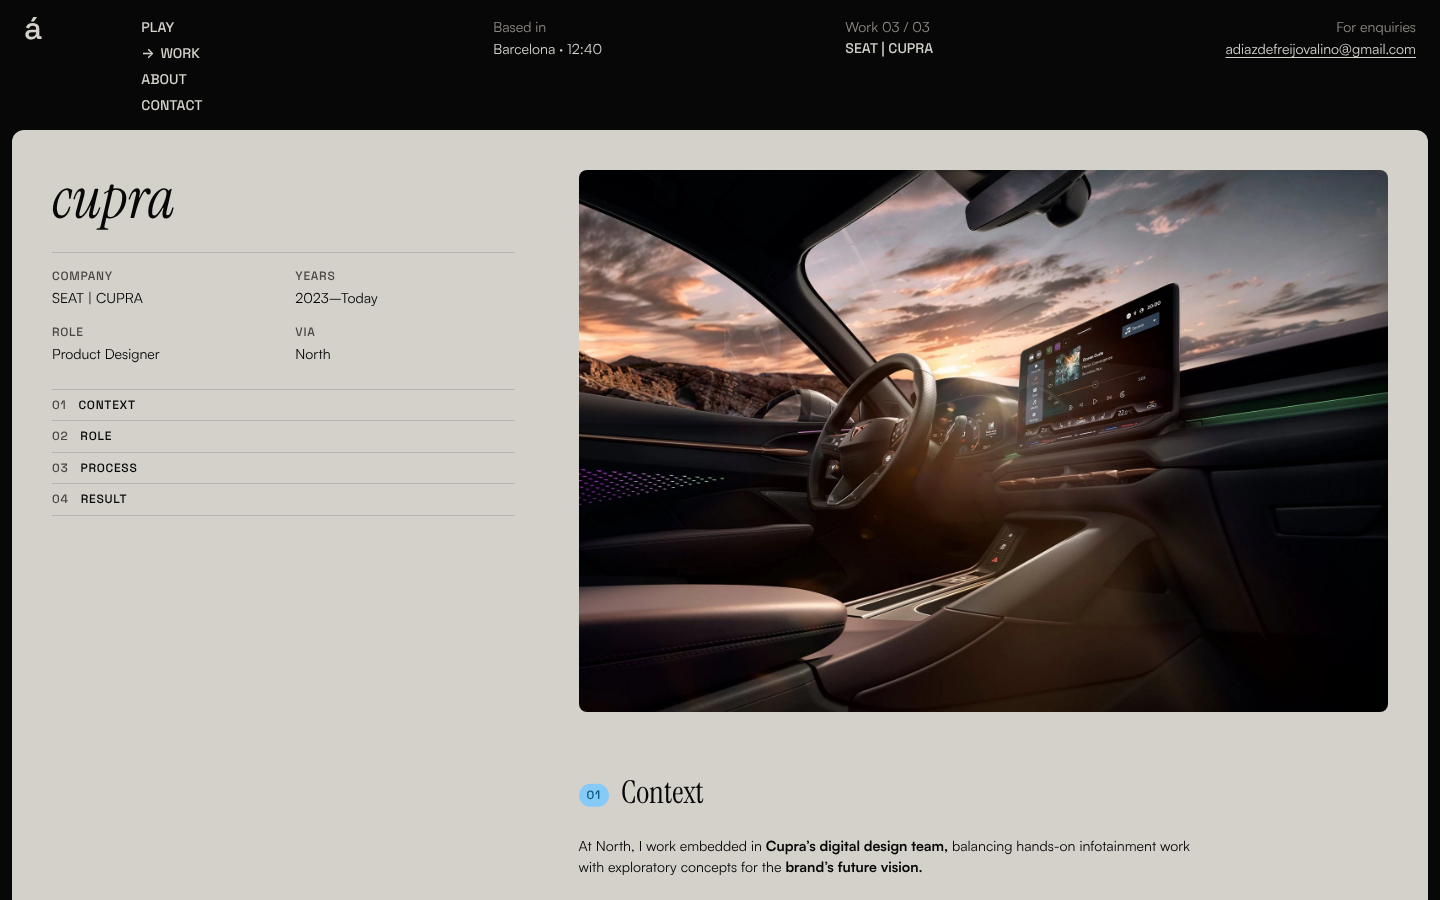 á
PLAY
→ WORK
ABOUT
CONTACT
Based in
Barcelona • 12:40
Work 03 / 03
SEAT | CUPRA
For enquiries
adiazdefreijovalino@gmail.com
cupra
COMPANY
SEAT | CUPRA
YEARS
2023—Today
ROLE
Product Designer
VIA
North
01 CONTEXT
02 ROLE
03 PROCESS
04 RESULT
01 Context
At North, I work embedded in Cupra’s digital design team, balancing hands-on infotainment work
with exploratory concepts for the brand’s future vision.